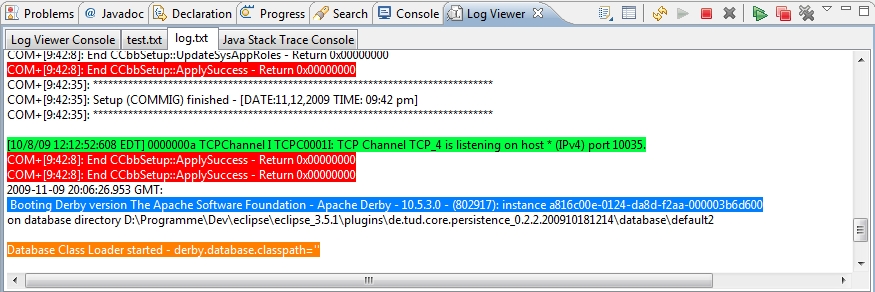 Problems @ Javadoc Declaration Progress Search Console Log Viewer
Log Viewer Console test.txt log.txt Java Stack Trace Console
COM+[9:42:8]: End CCbbSetup::UpdateSysAppRoles - Return 0x00000000
COM+[9:42:8]: End CCbbSetup::ApplySuccess - Return 0x00000000
COM+[9:42:35]: ********************************************************************************
COM+[9:42:35]: Setup (COMMIG) finished - [DATE:11,12,2009 TIME: 09:42 pm]
COM+[9:42:35]: ********************************************************************************
[10/8/09 12:12:52:608 EDT] 0000000a TCPChannel I TCPC0001I: TCP Channel TCP_4 is listening on host * (IPv4) port 10035.
COM+[9:42:8]: End CCbbSetup::ApplySuccess - Return 0x00000000
COM+[9:42:8]: End CCbbSetup::ApplySuccess - Return 0x00000000
2009-11-09 20:06:26.953 GMT:
Booting Derby version The Apache Software Foundation - Apache Derby - 10.5.3.0 - (802917): instance a816c00e-0124-da8d-f2aa-000003b6d600
on database directory D:\Programme\Dev\eclipse\eclipse_3.5.1\plugins\de.tud.core.persistence_0.2.2.200910181214\database\default2
Database Class Loader started - derby.database.classpath=''